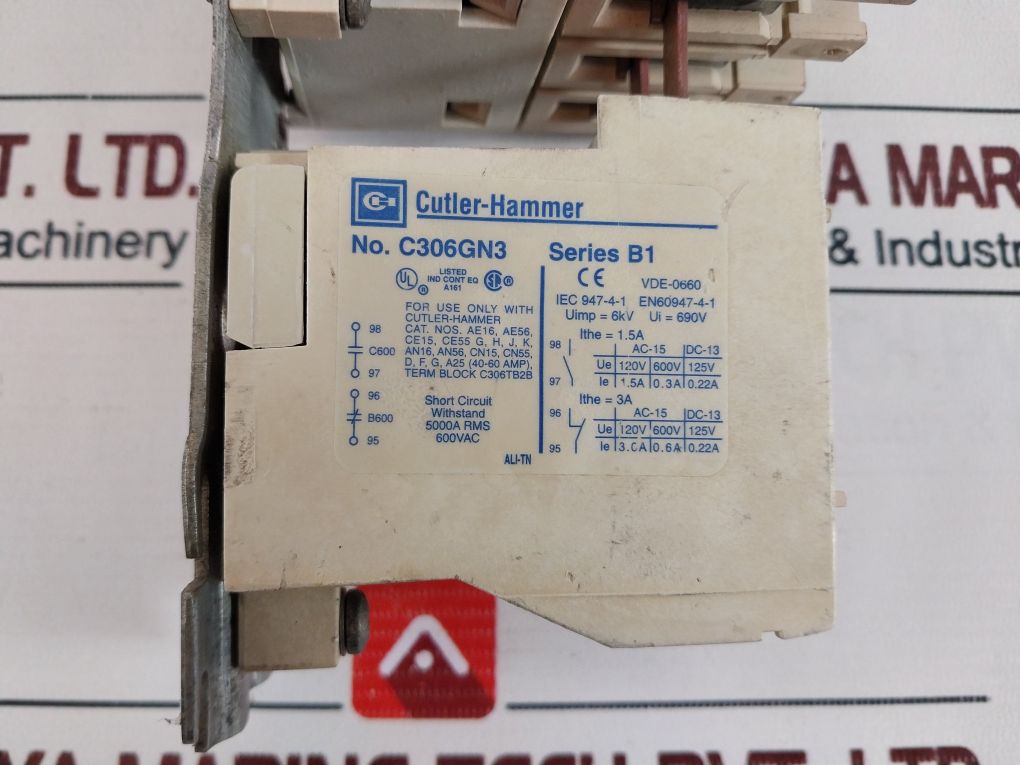 T. LTD.
A MAR
achinery
& Industri
Cutler-Hammer
No. C306GN3
Series B1
UL ®
LISTED
IND CONT EQ
A161
®
CE
VDE-0660
IEC 947-4-1 EN60947-4-1
Uimp = 6kV Ui = 690V
FOR USE ONLY WITH
CUTLER-HAMMER
CAT. NOS. AE16, AE56,
CE15, CE55 G, H, J, K,
AN16, AN56, CN15, CN55,
D, F, G, A25 (40-60 AMP),
TERM BLOCK C306TB2B
98
C600
97
96
B600
95
Short Circuit
Withstand
5000A RMS
600VAC
Ithe = 1.5A
98
97
AC-15 DC-13
Ue 120V 600V 125V
Ie 1.5A 0.3A 0.22A
Ithe = 3A
96
95
AC-15 DC-13
Ue 120V 600V 125V
Ie 3.0A 0.6A 0.22A
ALI-TN